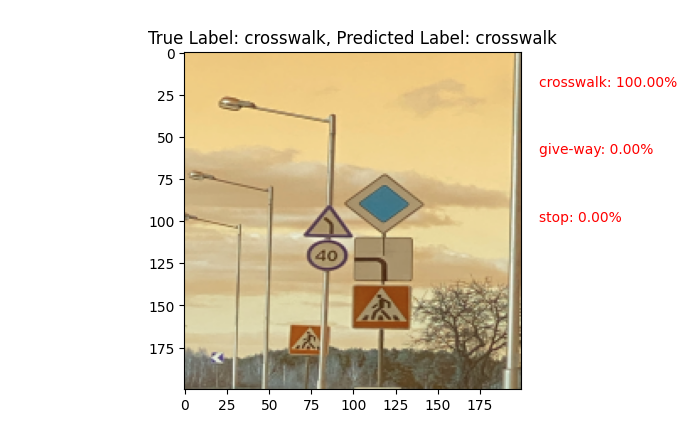 True Label: crosswalk, Predicted Label: crosswalk
0
25
50
75
100
125
150
175
0 25 50 75 100 125 150 175
40
crosswalk: 100.00%
give-way: 0.00%
stop: 0.00%